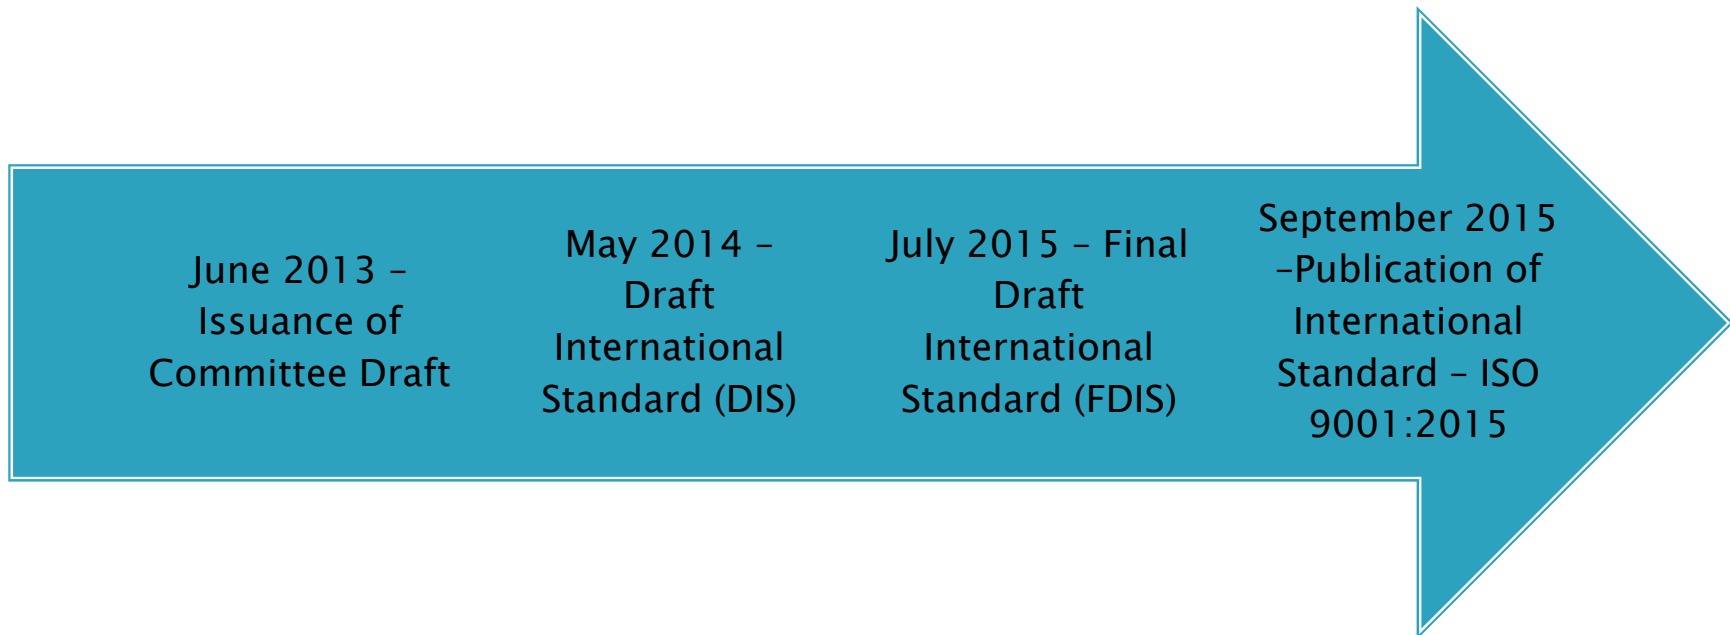 June 2013 –
Issuance of
Committee Draft
May 2014 –
Draft
International
Standard (DIS)
July 2015 – Final
Draft
International
Standard (FDIS)
September 2015
–Publication of
International
Standard – ISO
9001:2015